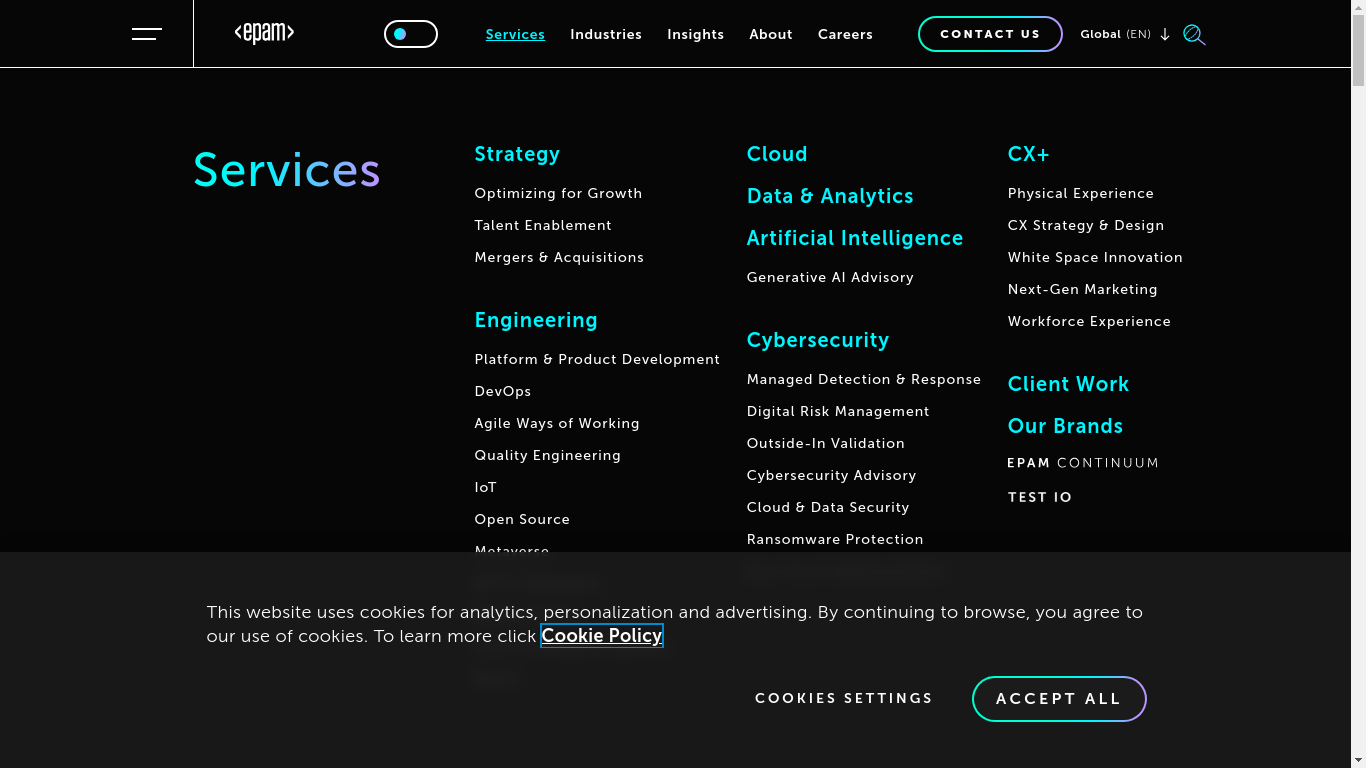 <epam>
Services
Industries
Insights
About
Careers
CONTACT US
Global (EN)
Services
Strategy
Optimizing for Growth
Talent Enablement
Mergers & Acquisitions
Engineering
Platform & Product Development
DevOps
Agile Ways of Working
Quality Engineering
IoT
Open Source
Metaverse
Cloud
Data & Analytics
Artificial Intelligence
Generative AI Advisory
Cybersecurity
Managed Detection & Response
Digital Risk Management
Outside-In Validation
Cybersecurity Advisory
Cloud & Data Security
Ransomware Protection
CX+
Physical Experience
CX Strategy & Design
White Space Innovation
Next-Gen Marketing
Workforce Experience
Client Work
Our Brands
EPAM CONTINUUM
TEST IO
This website uses cookies for analytics, personalization and advertising. By continuing to browse, you agree to
our use of cookies. To learn more click Cookie Policy
COOKIES SETTINGS
ACCEPT ALL